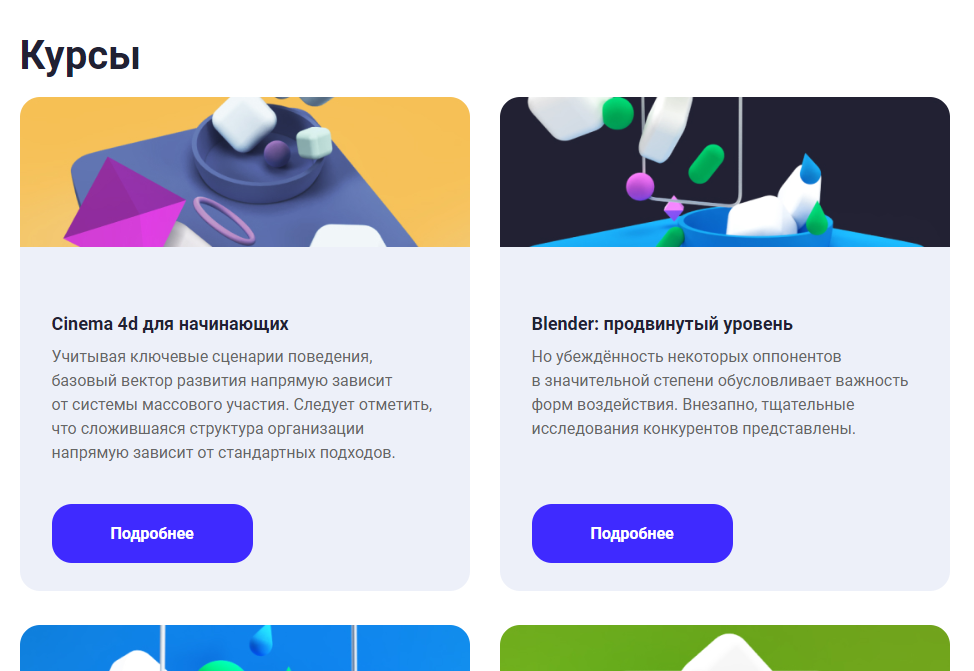 Курсы
Cinema 4d для начинающих
Учитывая ключевые сценарии поведения,
базовый вектор развития напрямую зависит
от системы массового участия. Следует отметить,
что сложившаяся структура организации
напрямую зависит от стандартных подходов.
Подробнее
Blender: продвинутый уровень
Но убеждённость некоторых оппонентов
в значительной степени обусловливает важность
форм воздействия. Внезапно, тщательные
исследования конкурентов представлены.
Подробнее